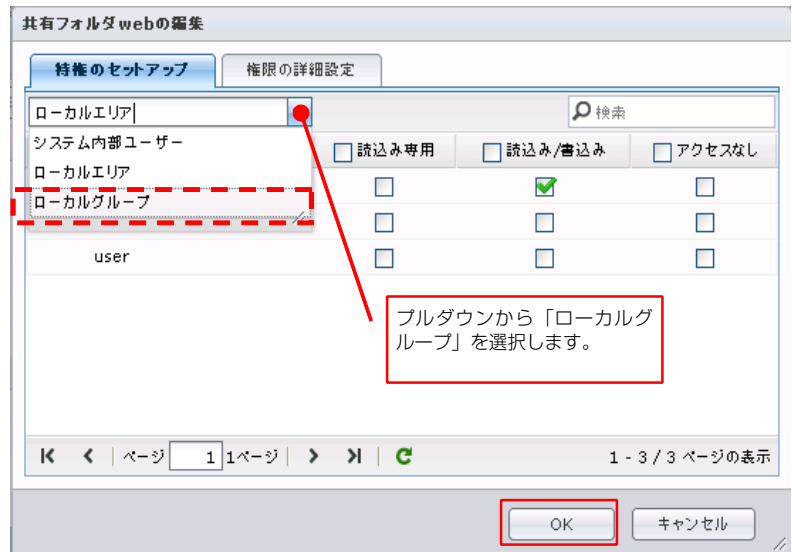 共有フォルダwebの編集
特権のセットアップ 権限の詳細設定
ローカルエリア 検索
システム内部ユーザー
ローカルエリア
ローカルグループ
読込み専用 読込み/書込み アクセスなし
user
プルダウンから「ローカルグ
ループ」を選択します。
ページ 1 1ページ 1 - 3 / 3 ページの表示
OK キャンセル